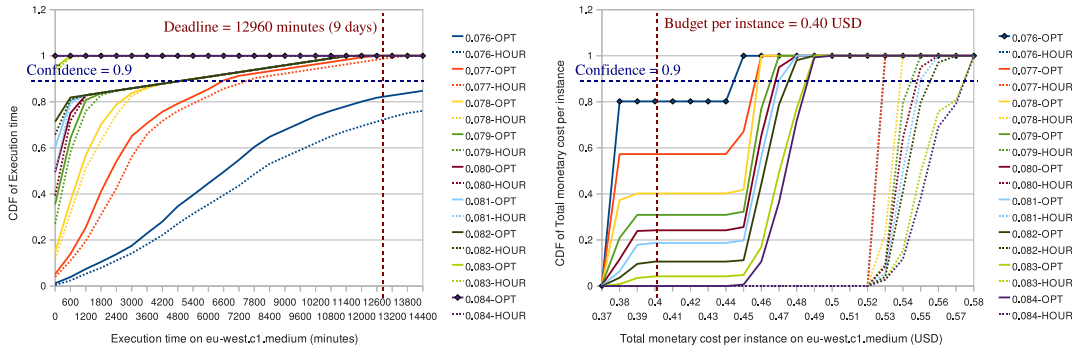 1.2
Deadline = 12960 minutes (9 days)
1
Confidence = 0.9
0.8
0.6
0.4
0.2
0
CDF of Execution time
600 1800 3000 4200 5400 6600 7800 9000 10200 11400 12600 13800
0 1200 2400 3600 4800 6000 7200 8400 9600 10800 12000 13200 14400
Execution time on eu-west.c1.medium (minutes)
0.076-OPT
0.076-HOUR
0.077-OPT
0.077-HOUR
0.078-OPT
0.078-HOUR
0.079-OPT
0.079-HOUR
0.080-OPT
0.080-HOUR
0.081-OPT
0.081-HOUR
0.082-OPT
0.082-HOUR
0.083-OPT
0.083-HOUR
0.084-OPT
0.084-HOUR
1.2
Budget per instance = 0.40 USD
1
Confidence = 0.9
0.8
0.6
0.4
0.2
0
CDF of Total monetary cost per instance
0.38 0.4 0.42 0.44 0.46 0.48 0.5 0.52 0.54 0.56 0.58
0.37 0.39 0.41 0.43 0.45 0.47 0.49 0.51 0.53 0.55 0.57
Total monetary cost per instance on eu-west.c1.medium (USD)
0.076-OPT
0.076-HOUR
0.077-OPT
0.077-HOUR
0.078-OPT
0.078-HOUR
0.079-OPT
0.079-HOUR
0.080-OPT
0.080-HOUR
0.081-OPT
0.081-HOUR
0.082-OPT
0.082-HOUR
0.083-OPT
0.083-HOUR
0.084-OPT
0.084-HOUR